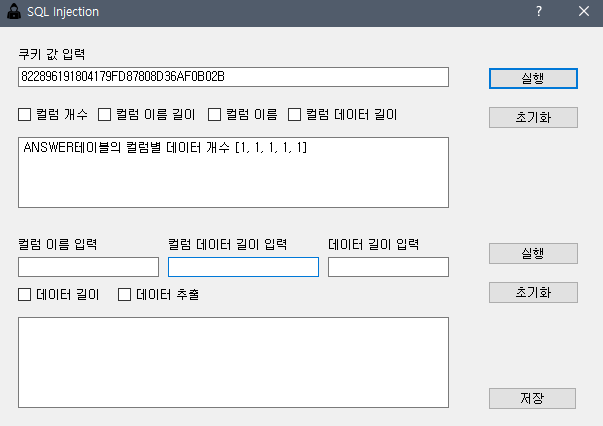 SQL Injection
쿠키 값 입력
822896191804179FD87808D36AF0B02B
실행
컬럼 개수 컬럼 이름 길이 컬럼 이름 컬럼 데이터 길이
초기화
ANSWER테이블의 컬럼별 데이터 개수 [1, 1, 1, 1, 1]
컬럼 이름 입력 컬럼 데이터 길이 입력 데이터 길이 입력
실행
데이터 길이 데이터 추출
초기화
저장